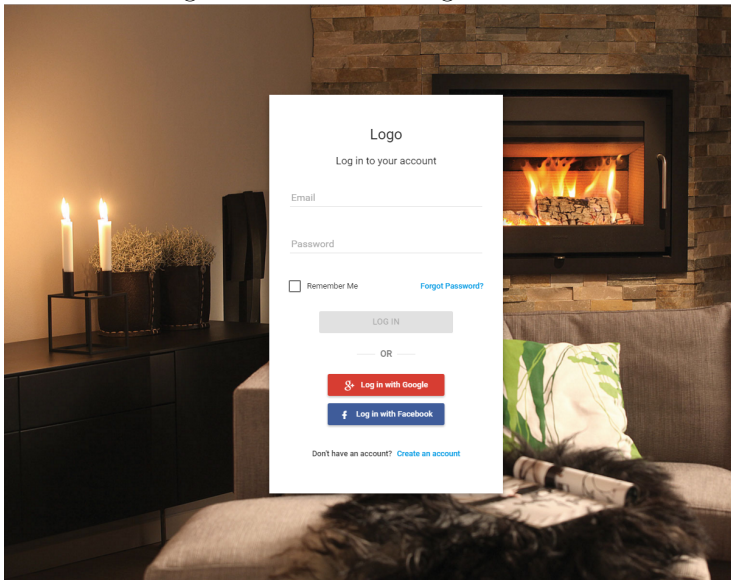 Logo
Log in to your account
Email
Password
Remember Me Forgot Password?
LOG IN
OR
Log in with Google
Log in with Facebook
Don't have an account? Create an account